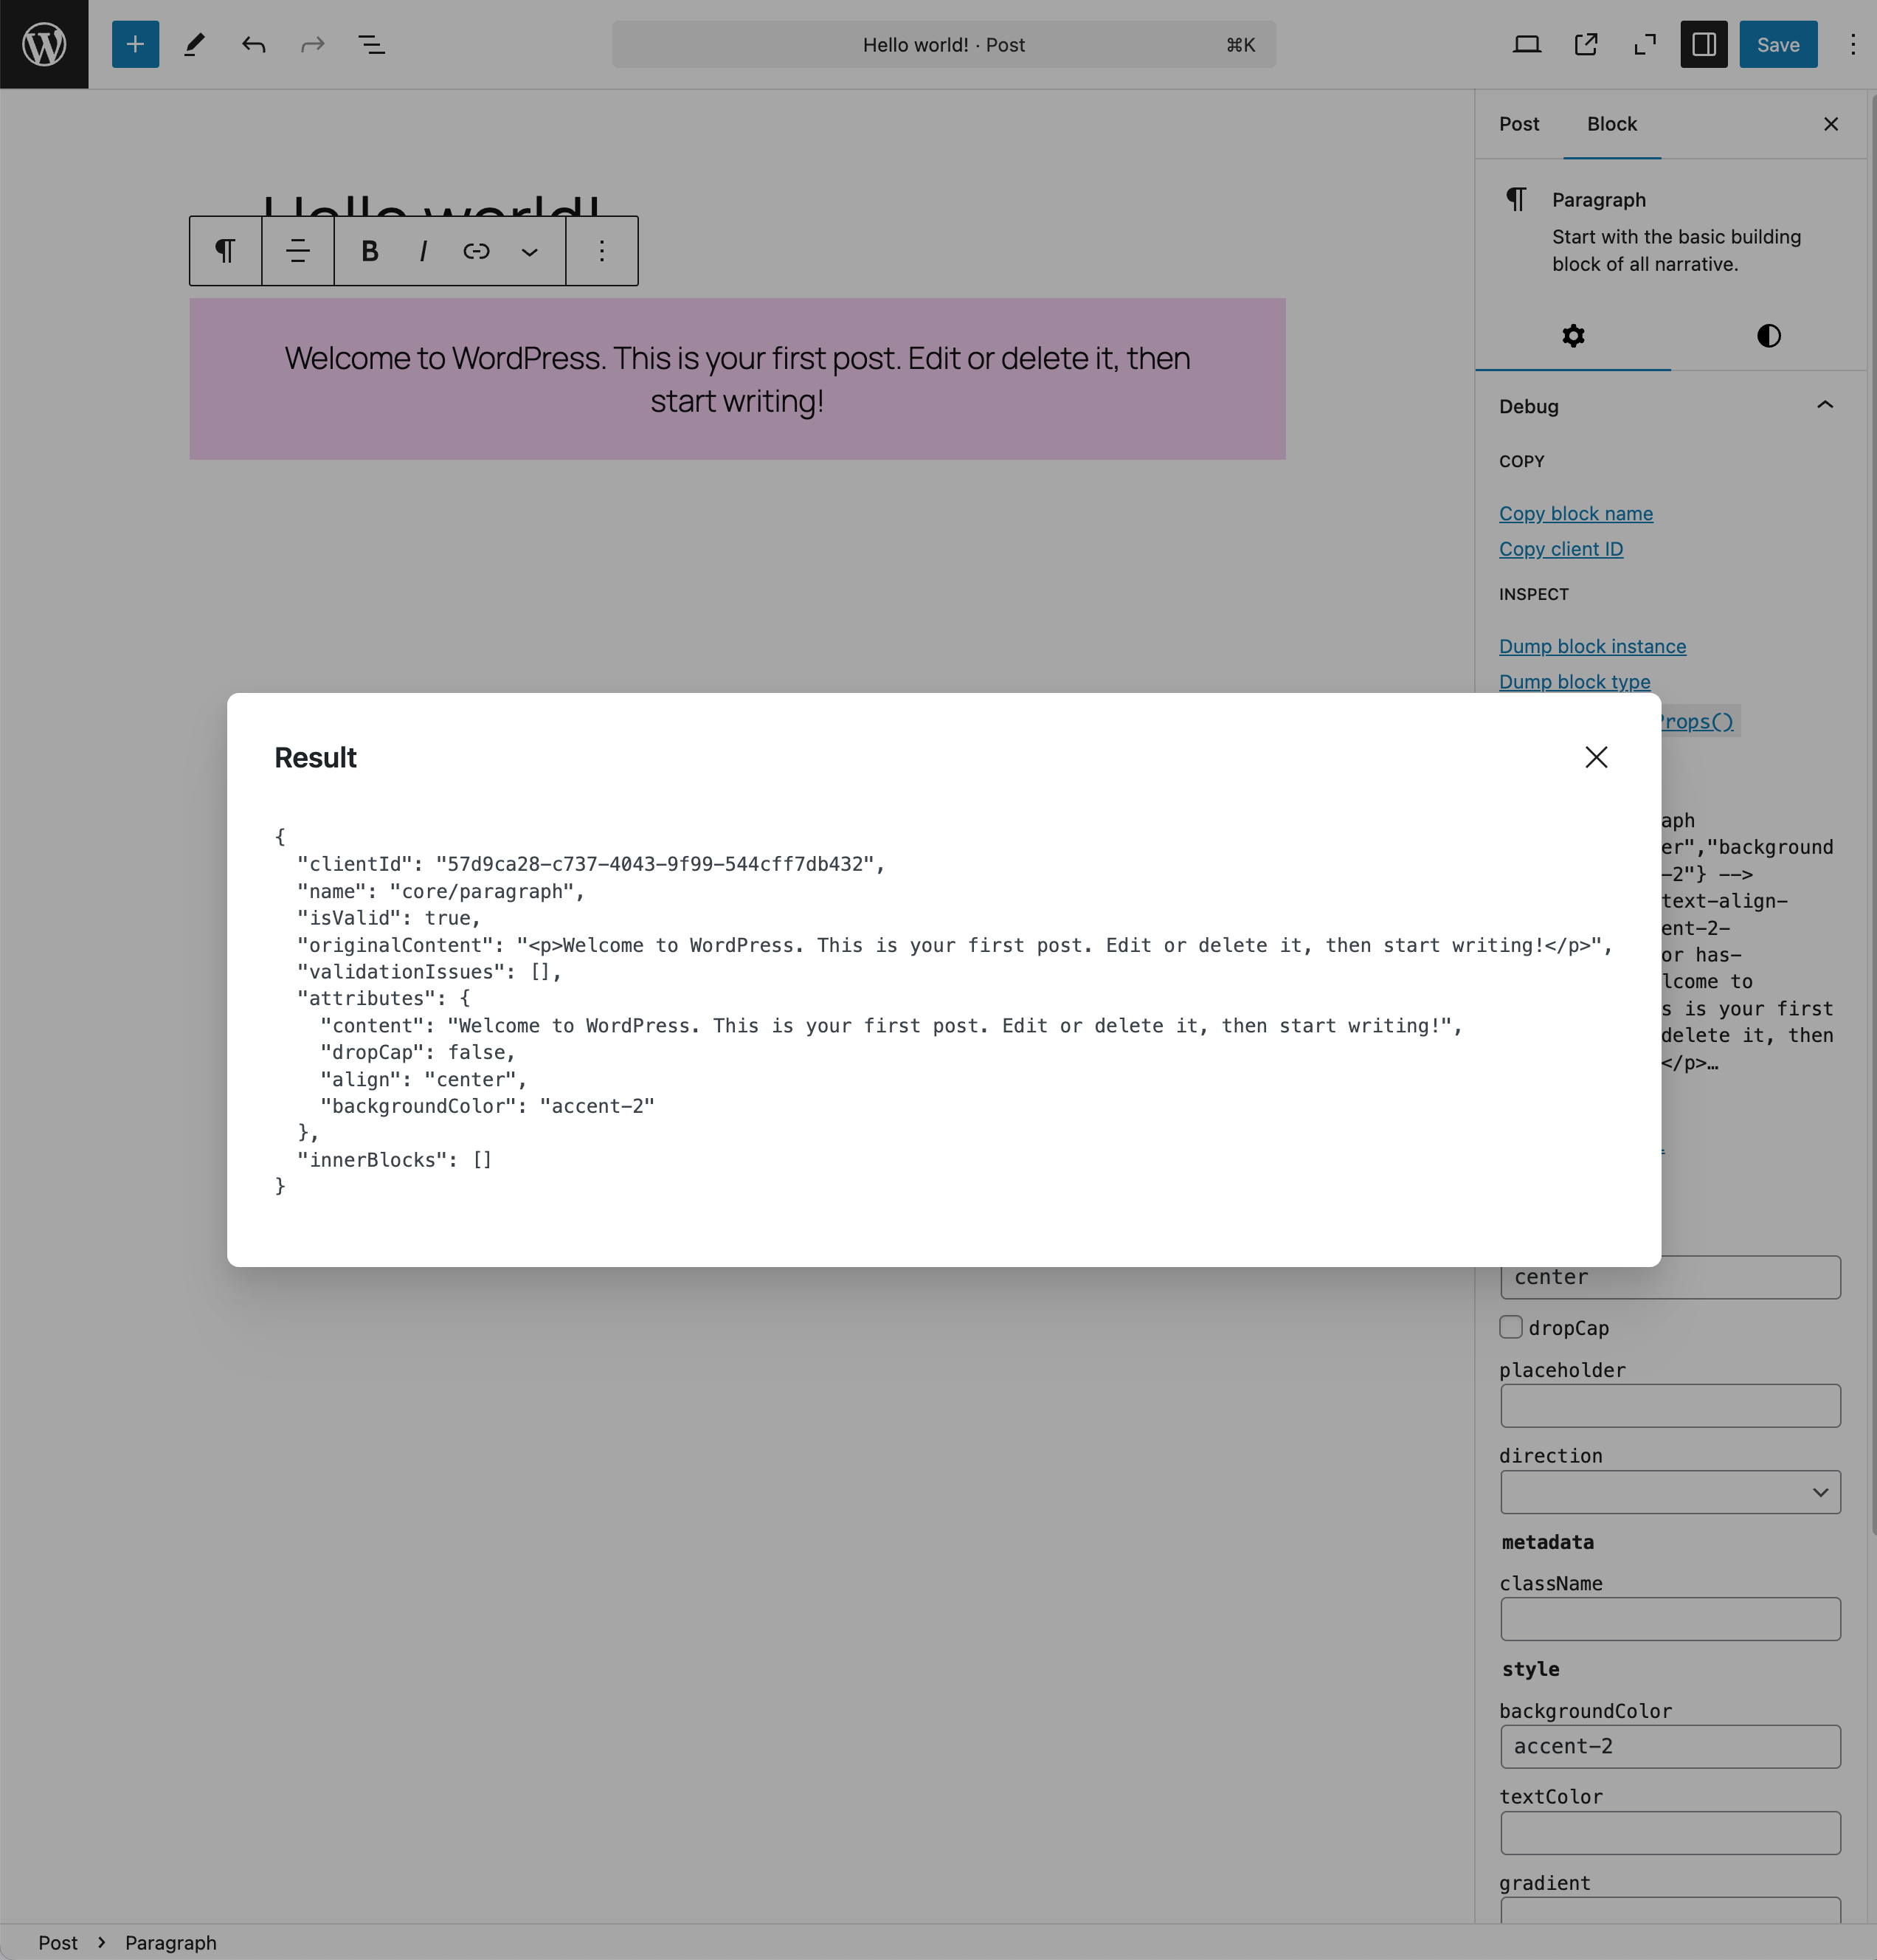 Hello world! · Post
⌘K
Save
Post
Block
Hello world!
B I
Welcome to WordPress. This is your first post. Edit or delete it, then
start writing!
Paragraph
Start with the basic building
block of all narrative.
Debug
COPY
Copy block name
Copy client ID
INSPECT
Dump block instance
Dump block type
Props()
aph
er","background
-2"} -->
text-align-
ent-2-
or has-
lcome to
s is your first
delete it, then
</p>…
Result
{
"clientId": "57d9ca28-c737-4043-9f99-544cff7db432",
"name": "core/paragraph",
"isValid": true,
"originalContent": "<p>Welcome to WordPress. This is your first post. Edit or delete it, then start writing!</p>",
"validationIssues": [],
"attributes": {
"content": "Welcome to WordPress. This is your first post. Edit or delete it, then start writing!",
"dropCap": false,
"align": "center",
"backgroundColor": "accent-2"
},
"innerBlocks": []
}
center
dropCap
placeholder
direction
metadata
className
style
backgroundColor
accent-2
textColor
gradient
Post > Paragraph